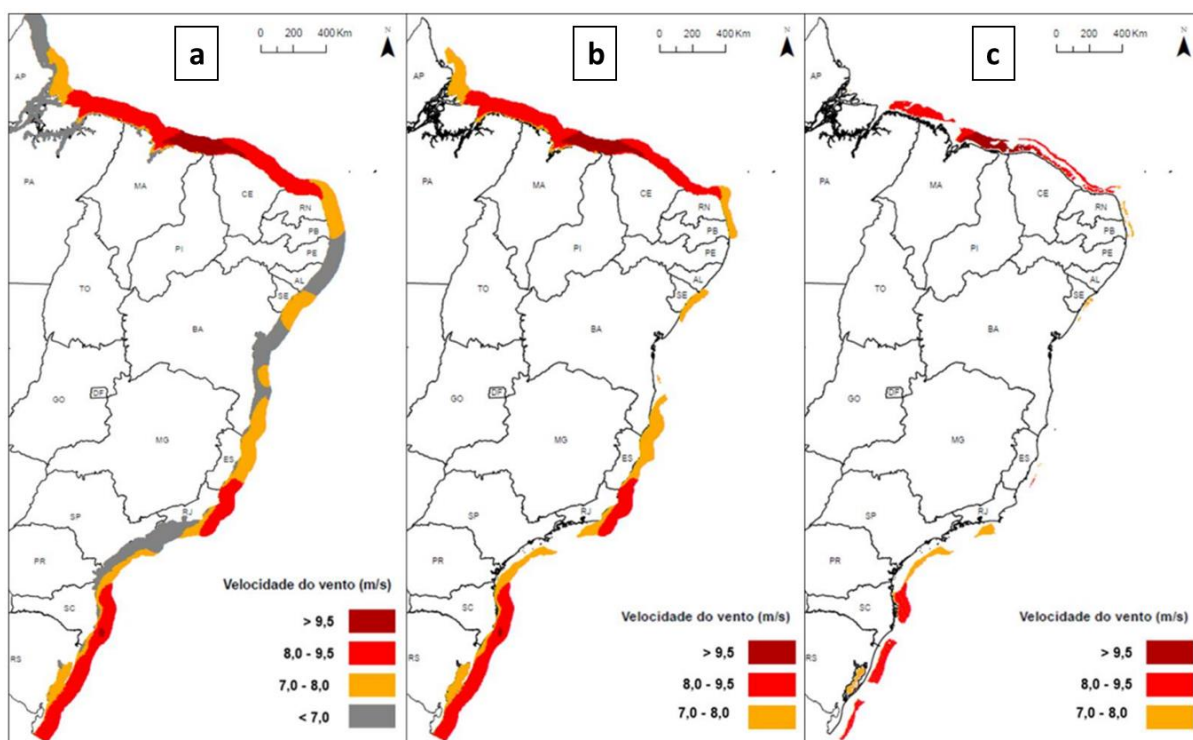 a
0 200 400 Km
N
AP
PA
MA
CE
RN
PB
PE
PI
AL
SE
TO
BA
GO
DF
MG
ES
SP
RJ
PR
SC
RS
Velocidade do vento (m/s)
> 9,5
8,0 - 9,5
7,0 - 8,0
< 7,0
b
0 200 400 Km
N
AP
PA
MA
CE
RN
PB
PE
PI
AL
SE
TO
BA
GO
DF
MG
ES
SP
RJ
PR
SC
RS
Velocidade do vento (m/s)
> 9,5
8,0 - 9,5
7,0 - 8,0
c
0 200 400 Km
N
AP
PA
MA
CE
RN
PB
PE
PI
AL
SE
TO
BA
GO
DF
MG
ES
SP
RJ
PR
SC
RS
Velocidade do vento (m/s)
> 9,5
8,0 - 9,5
7,0 - 8,0